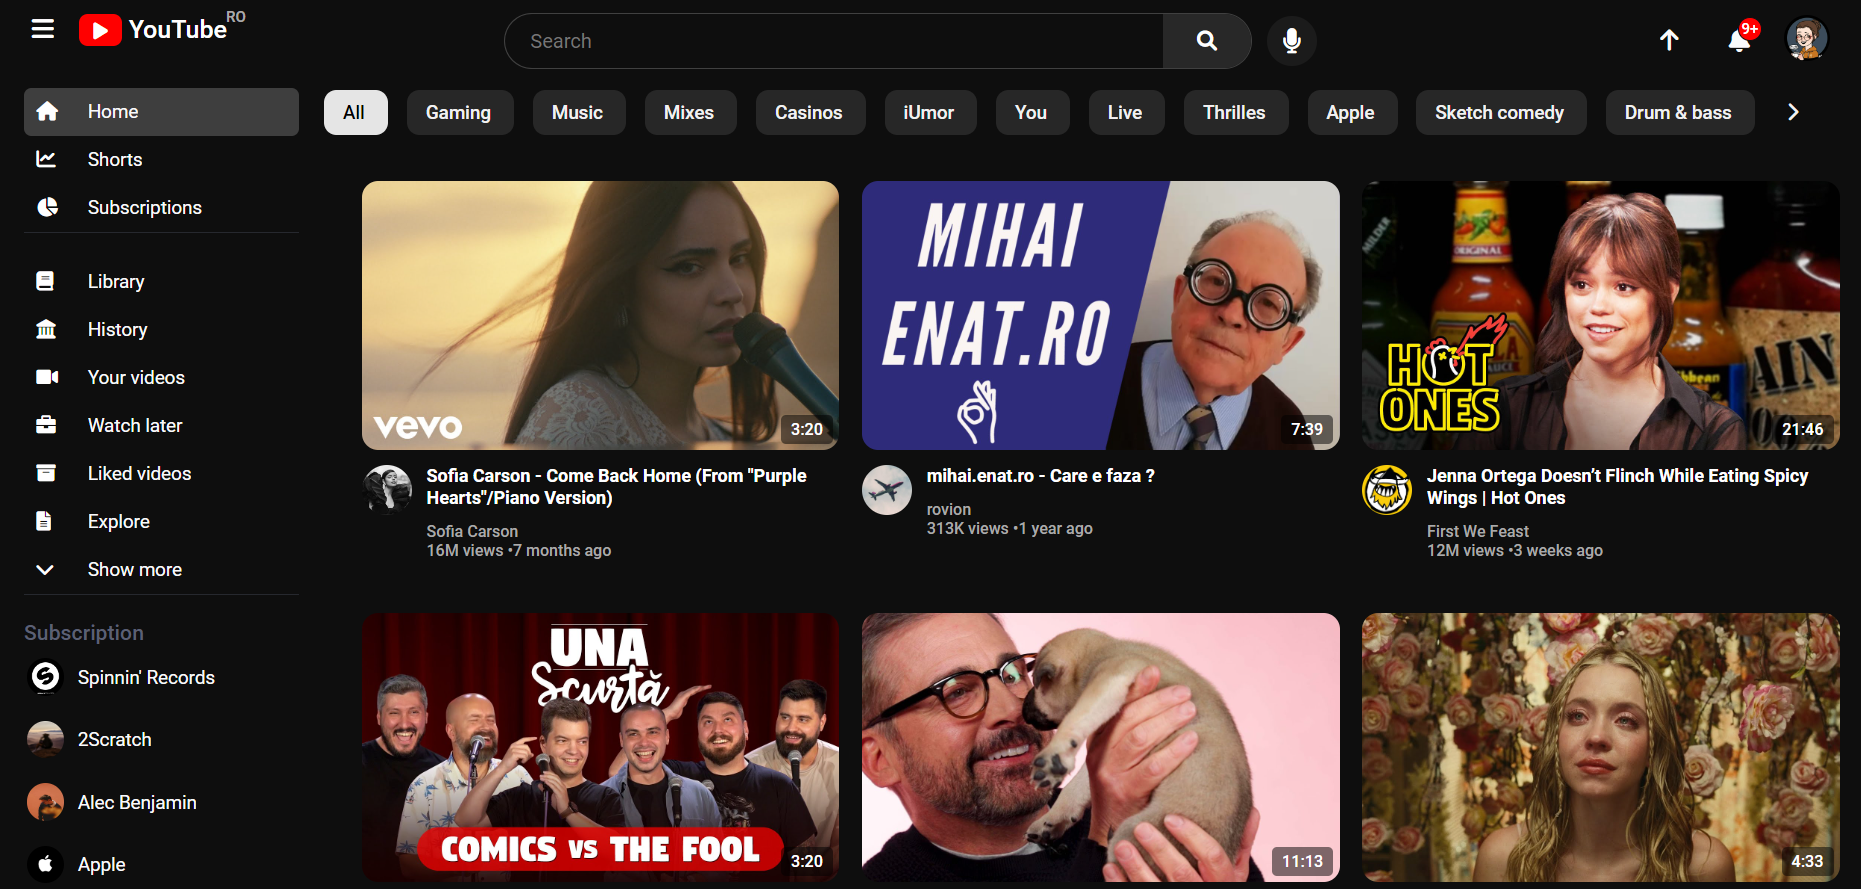 YouTube RO
Search
9+
Home
Shorts
Subscriptions
Library
History
Your videos
Watch later
Liked videos
Explore
Show more
Subscription
Spinnin' Records
2Scratch
Alec Benjamin
Apple
All Gaming Music Mixes Casinos iUmor You Live Thrilles Apple Sketch comedy Drum & bass
vevo
3:20
Sofia Carson - Come Back Home (From "Purple
Hearts"/Piano Version)
Sofia Carson
16M views •7 months ago
MIHAI
ENAT.RO
7:39
mihai.enat.ro - Care e faza ?
rovion
313K views •1 year ago
MILDER
ORIGINAL
HOT
ONES
21:46
Jenna Ortega Doesn’t Flinch While Eating Spicy
Wings | Hot Ones
First We Feast
12M views •3 weeks ago
UNA
Scurtă
COMICS vs THE FOOL
3:20
11:13
4:33